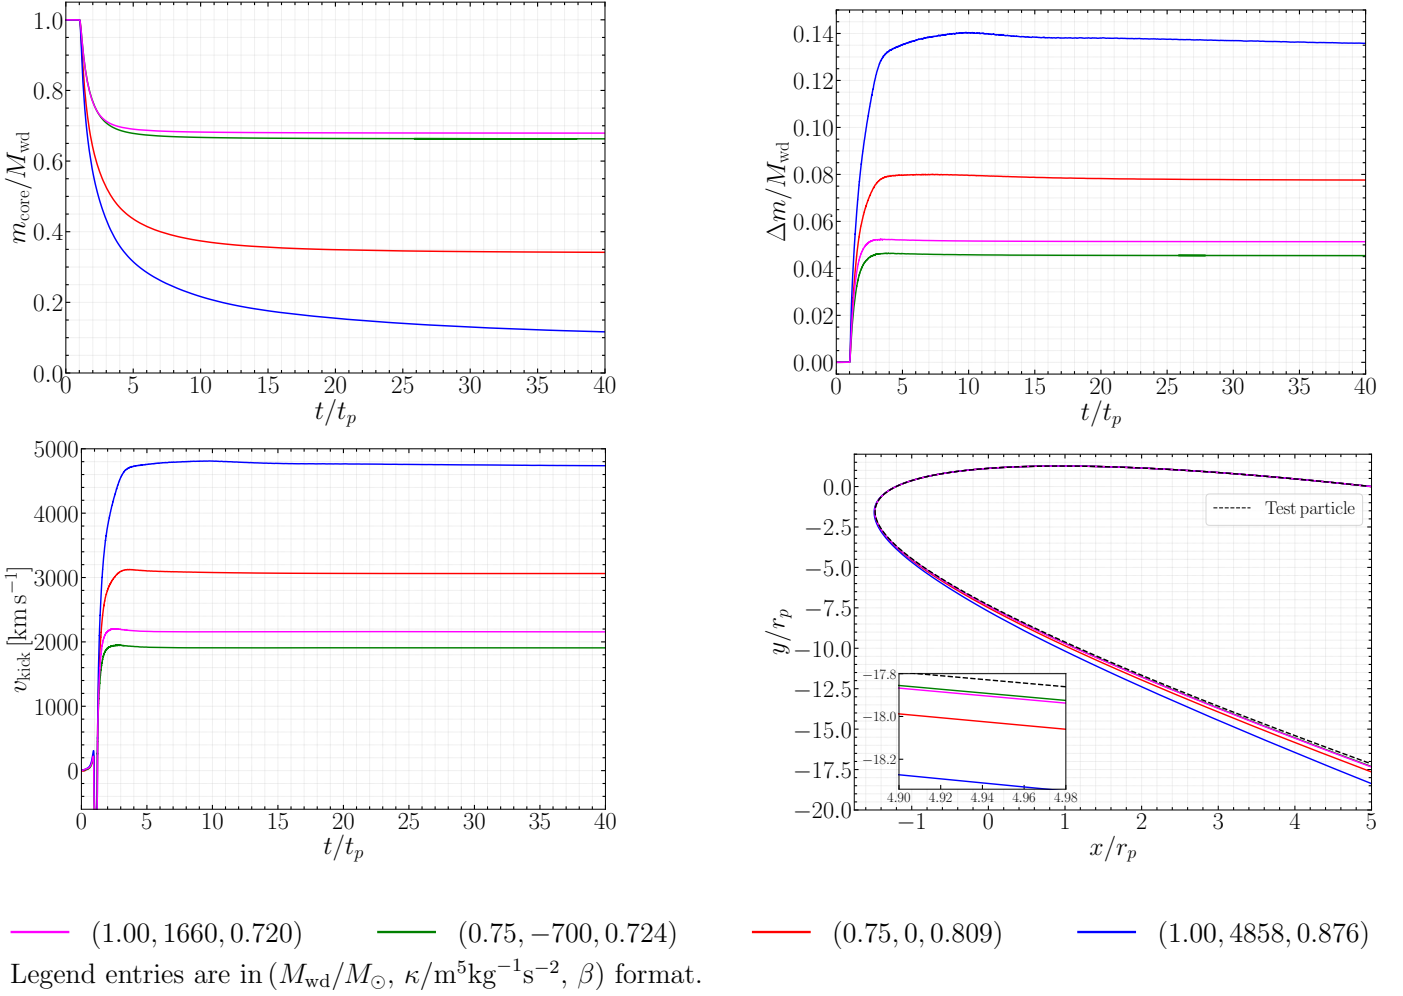 1.0
0.8
0.6
0.4
0.2
0.0
m_core/M_wd
0 5 10 15 20 25 30 35 40
t/t_p
0.14
0.12
0.10
0.08
0.06
0.04
0.02
0.00
Δm/M_wd
0 5 10 15 20 25 30 35 40
t/t_p
5000
4000
3000
2000
1000
0
v_kick [km s⁻¹]
0 5 10 15 20 25 30 35 40
t/t_p
0.0
−2.5
−5.0
−7.5
−10.0
−12.5
−15.0
−17.5
−20.0
y/r_p
Test particle
−17.8
−18.0
−18.2
4.90 4.92 4.94 4.96 4.98
−1 0 1 2 3 4 5
x/r_p
(1.00, 1660, 0.720) (0.75, −700, 0.724) (0.75, 0, 0.809) (1.00, 4858, 0.876)
Legend entries are in (M_wd/M_⊙, κ/m⁵kg⁻¹s⁻², β) format.